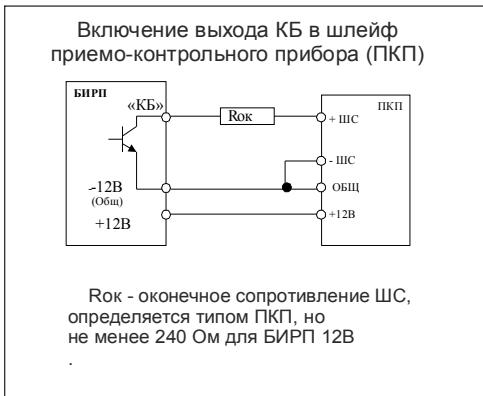 Включение выхода КБ в шлейф
приемо-контрольного прибора (ПКП)
БИРП
«КБ»
Rок
ПКП
+ ШС
- ШС
--12В
(Общ)
ОБЩ
+12В
+12В
Rок - оконечное сопротивление ШС,
определяется типом ПКП, но
не менее 240 Ом для БИРП 12В
.